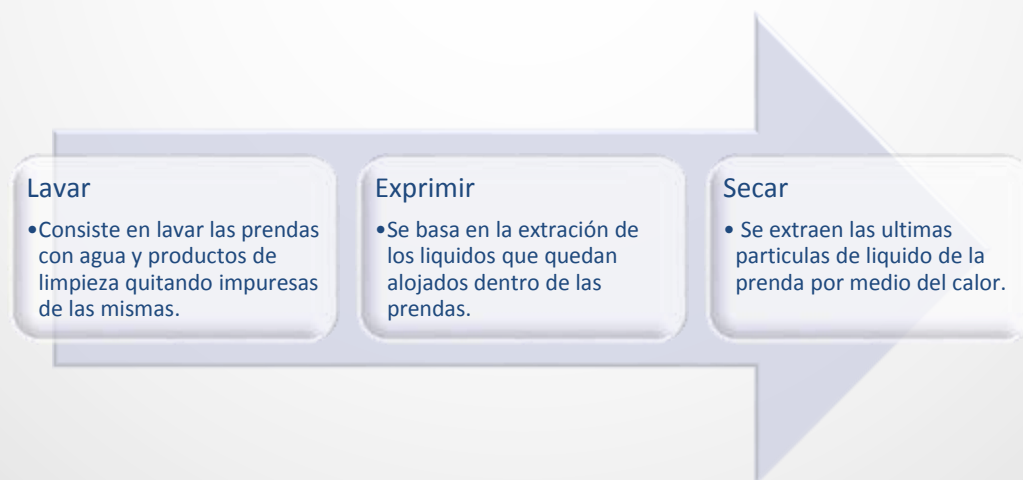 Lavar
•Consiste en lavar las prendas
con agua y productos de
limpieza quitando impuresas
de las mismas.
Exprimir
•Se basa en la extración de
los liquidos que quedan
alojados dentro de las
prendas.
Secar
• Se extraen las ultimas
particulas de liquido de la
prenda por medio del calor.